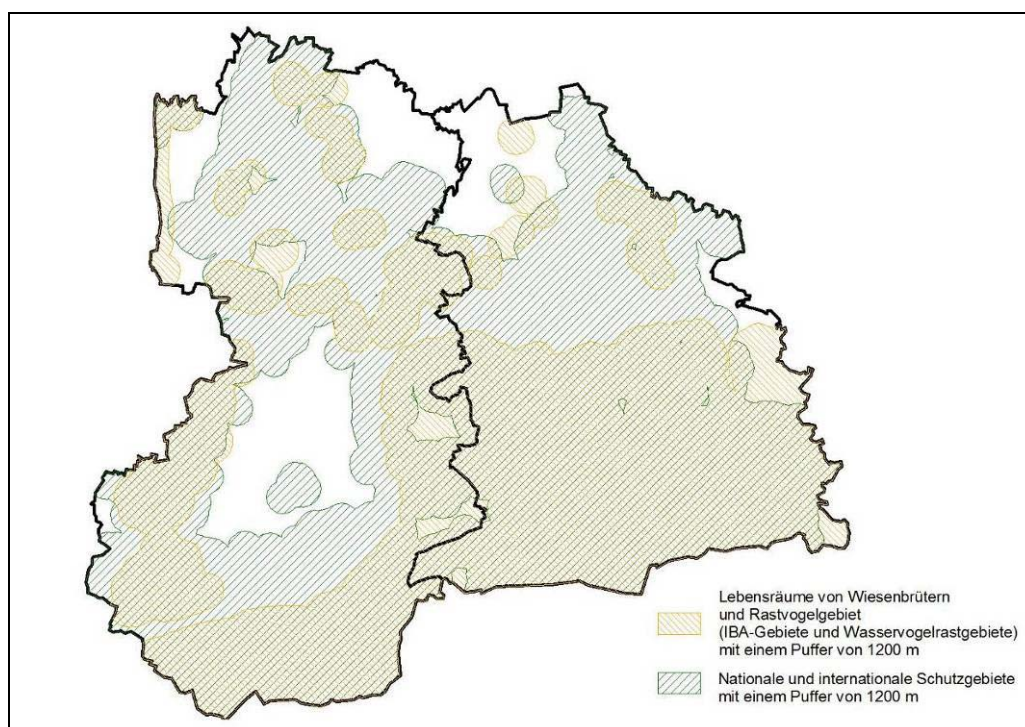 Lebensräume von Wiesenbrütern
und Rastvogelgebiet
(IBA-Gebiete und Wasservogelrastgebiete)
mit einem Puffer von 1200 m
Nationale und internationale Schutzgebiete
mit einem Puffer von 1200 m